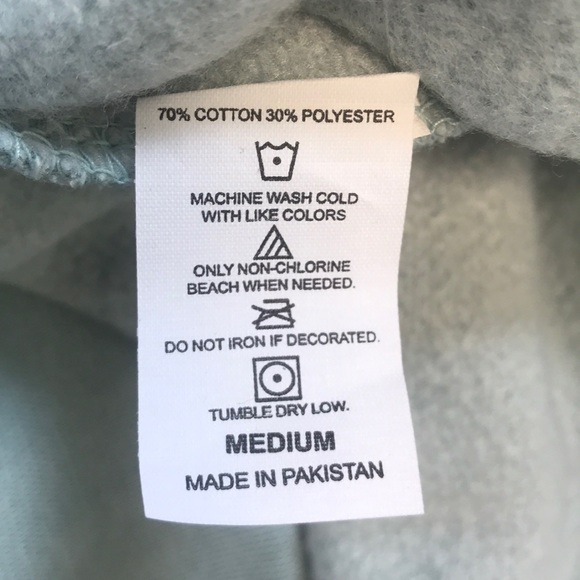 70% COTTON 30% POLYESTER
MACHINE WASH COLD
WITH LIKE COLORS
ONLY NON-CHLORINE
BEACH WHEN NEEDED.
DO NOT IRON IF DECORATED.
TUMBLE DRY LOW.
MEDIUM
MADE IN PAKISTAN